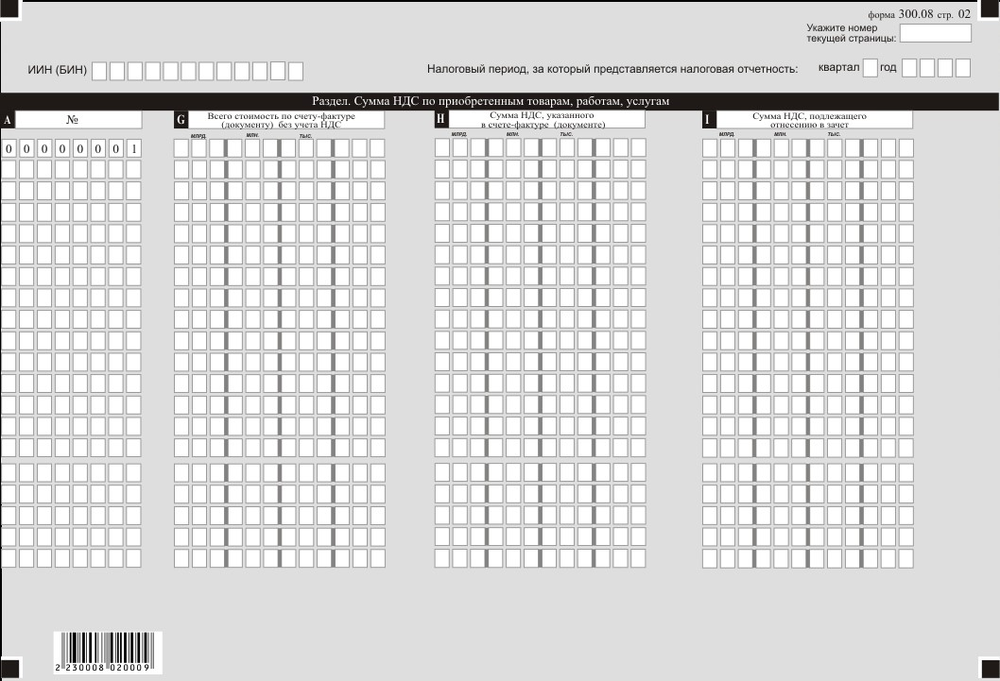 форма 300.08 стр. 02
Укажите номер
текущей страницы:
ИИН (БИН)
Налоговый период, за который представляется налоговая отчетность: квартал год
Раздел. Сумма НДС по приобретенным товарам, работам, услугам
A №
G Всего стоимость по счету-фактуре
(документу) без учета НДС
H Сумма НДС, указанного
в счете-фактуре (документе)
I Сумма НДС, подлежащего
отнесению в зачет
МЛРД. МЛН. ТЫС. МЛРД. МЛН. ТЫС. МЛРД. МЛН. ТЫС.
0 0 0 0 0 0 0 1
2 230008 020009